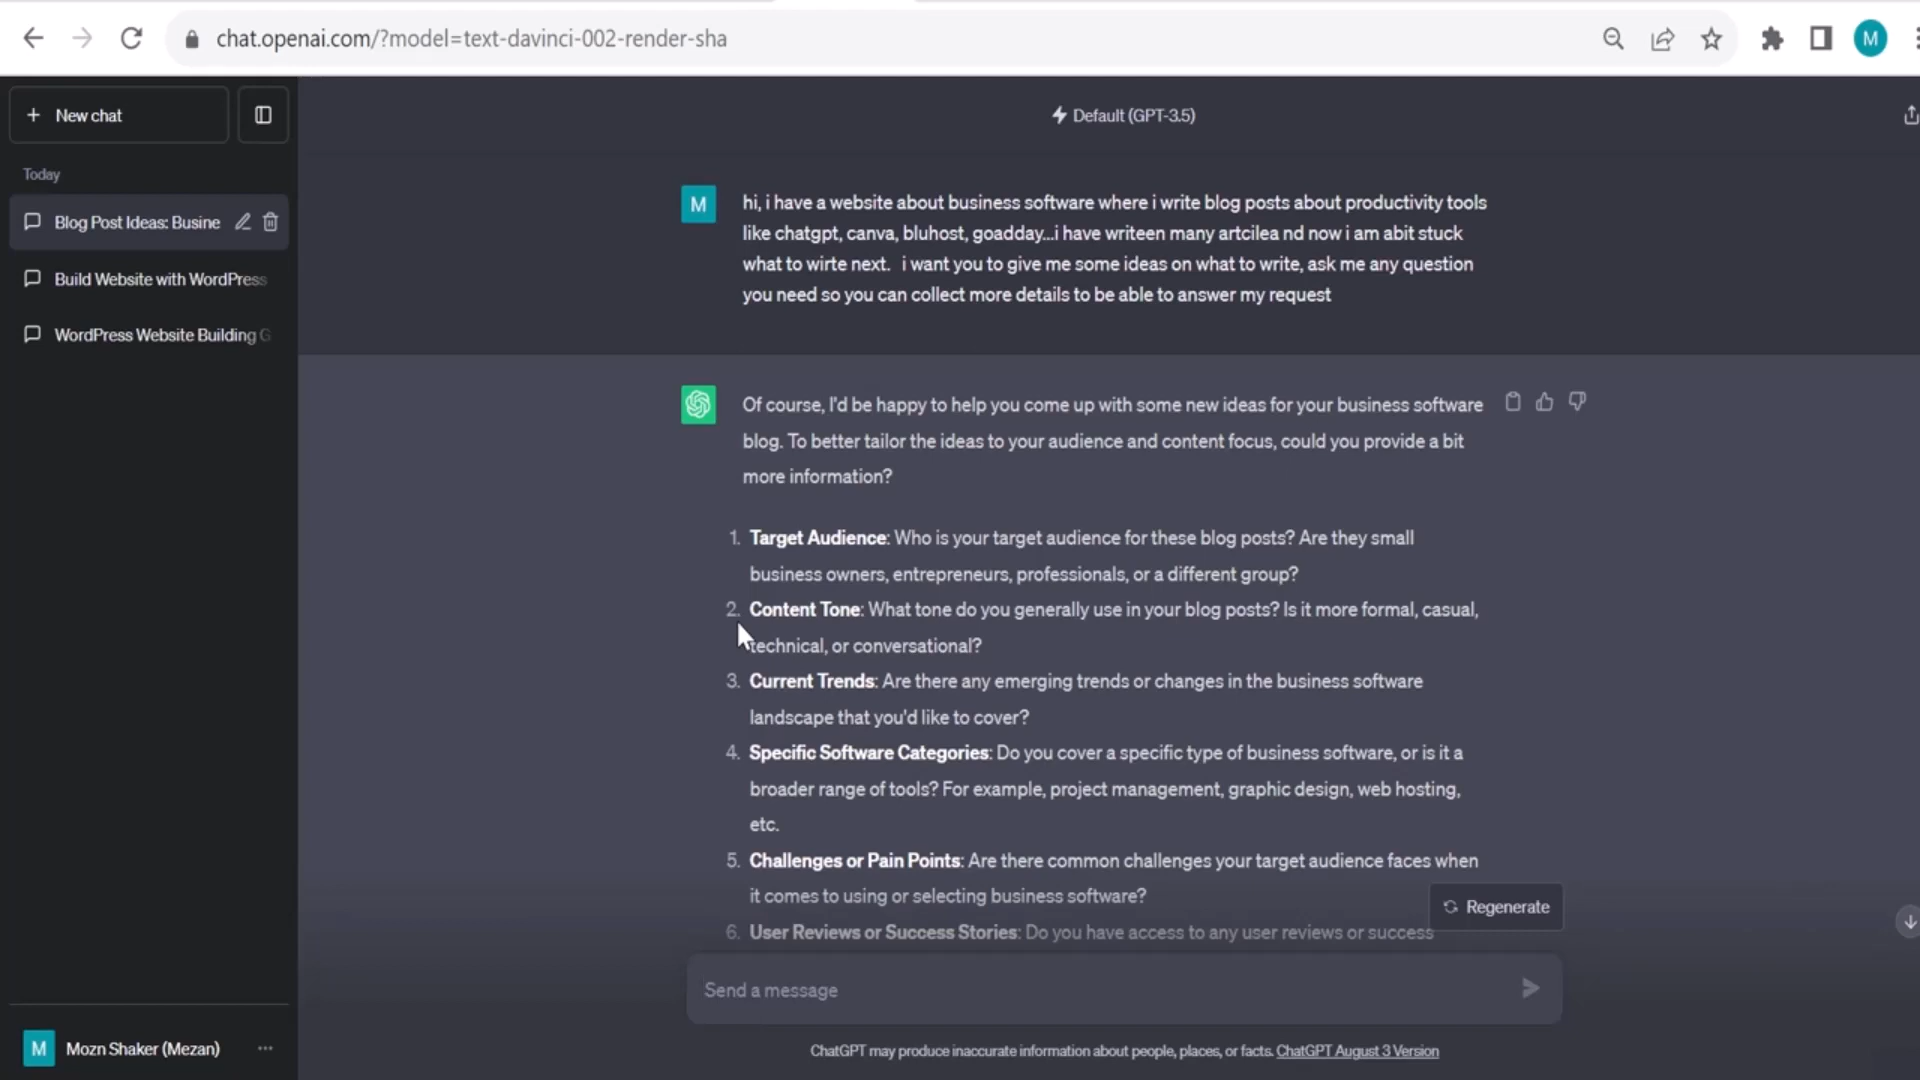 chat.openai.com/?model=text-davinci-002-render-sha
M
+ New chat
Default (GPT-3.5)
Today
Blog Post Ideas: Busine
Build Website with WordPress
WordPress Website Building G
M
hi, i have a website about business software where i write blog posts about productivity tools
like chatgpt, canva, bluhost, goadday...i have writeen many artcilea nd now i am abit stuck
what to wirte next.  i want you to give me some ideas on what to write, ask me any question
you need so you can collect more details to be able to answer my request
Of course, I'd be happy to help you come up with some new ideas for your business software
blog. To better tailor the ideas to your audience and content focus, could you provide a bit
more information?
1. Target Audience: Who is your target audience for these blog posts? Are they small
business owners, entrepreneurs, professionals, or a different group?
2. Content Tone: What tone do you generally use in your blog posts? Is it more formal, casual,
technical, or conversational?
3. Current Trends: Are there any emerging trends or changes in the business software
landscape that you'd like to cover?
4. Specific Software Categories: Do you cover a specific type of business software, or is it a
broader range of tools? For example, project management, graphic design, web hosting,
etc.
5. Challenges or Pain Points: Are there common challenges your target audience faces when
it comes to using or selecting business software?
Regenerate
6. User Reviews or Success Stories: Do you have access to any user reviews or success
Send a message
M Mozn Shaker (Mezan)
ChatGPT may produce inaccurate information about people, places, or facts. ChatGPT August 3 Version